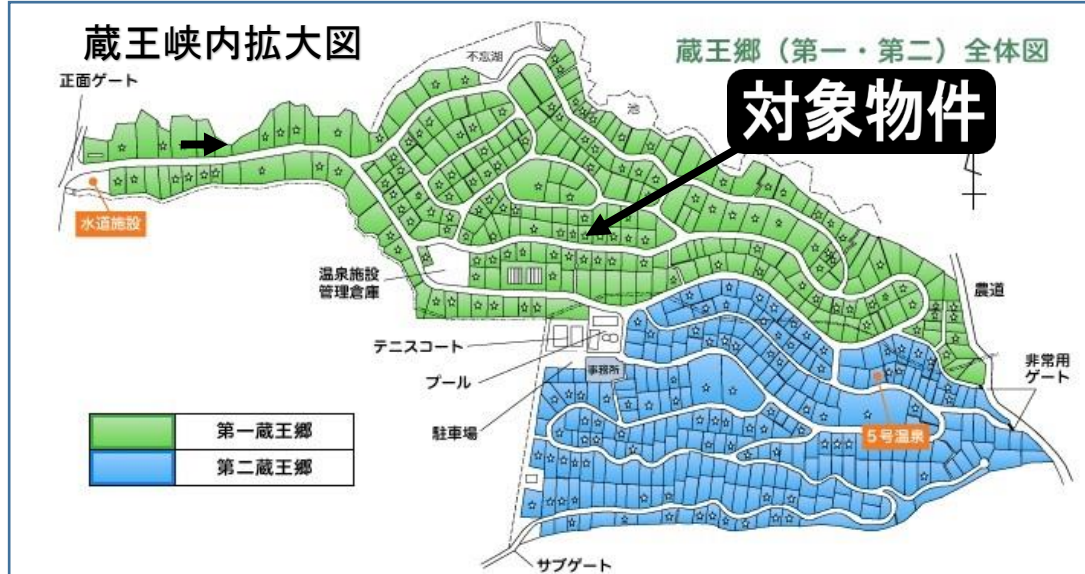 蔵王峡内拡大図
蔵王郷（第一・第二）全体図
対象物件
正面ゲート
不忘湖
池
水道施設
温泉施設
管理倉庫
農道
テニスコート
プール
事務所
駐車場
非常用
ゲート
5号温泉
第一蔵王郷
第二蔵王郷
サブゲート